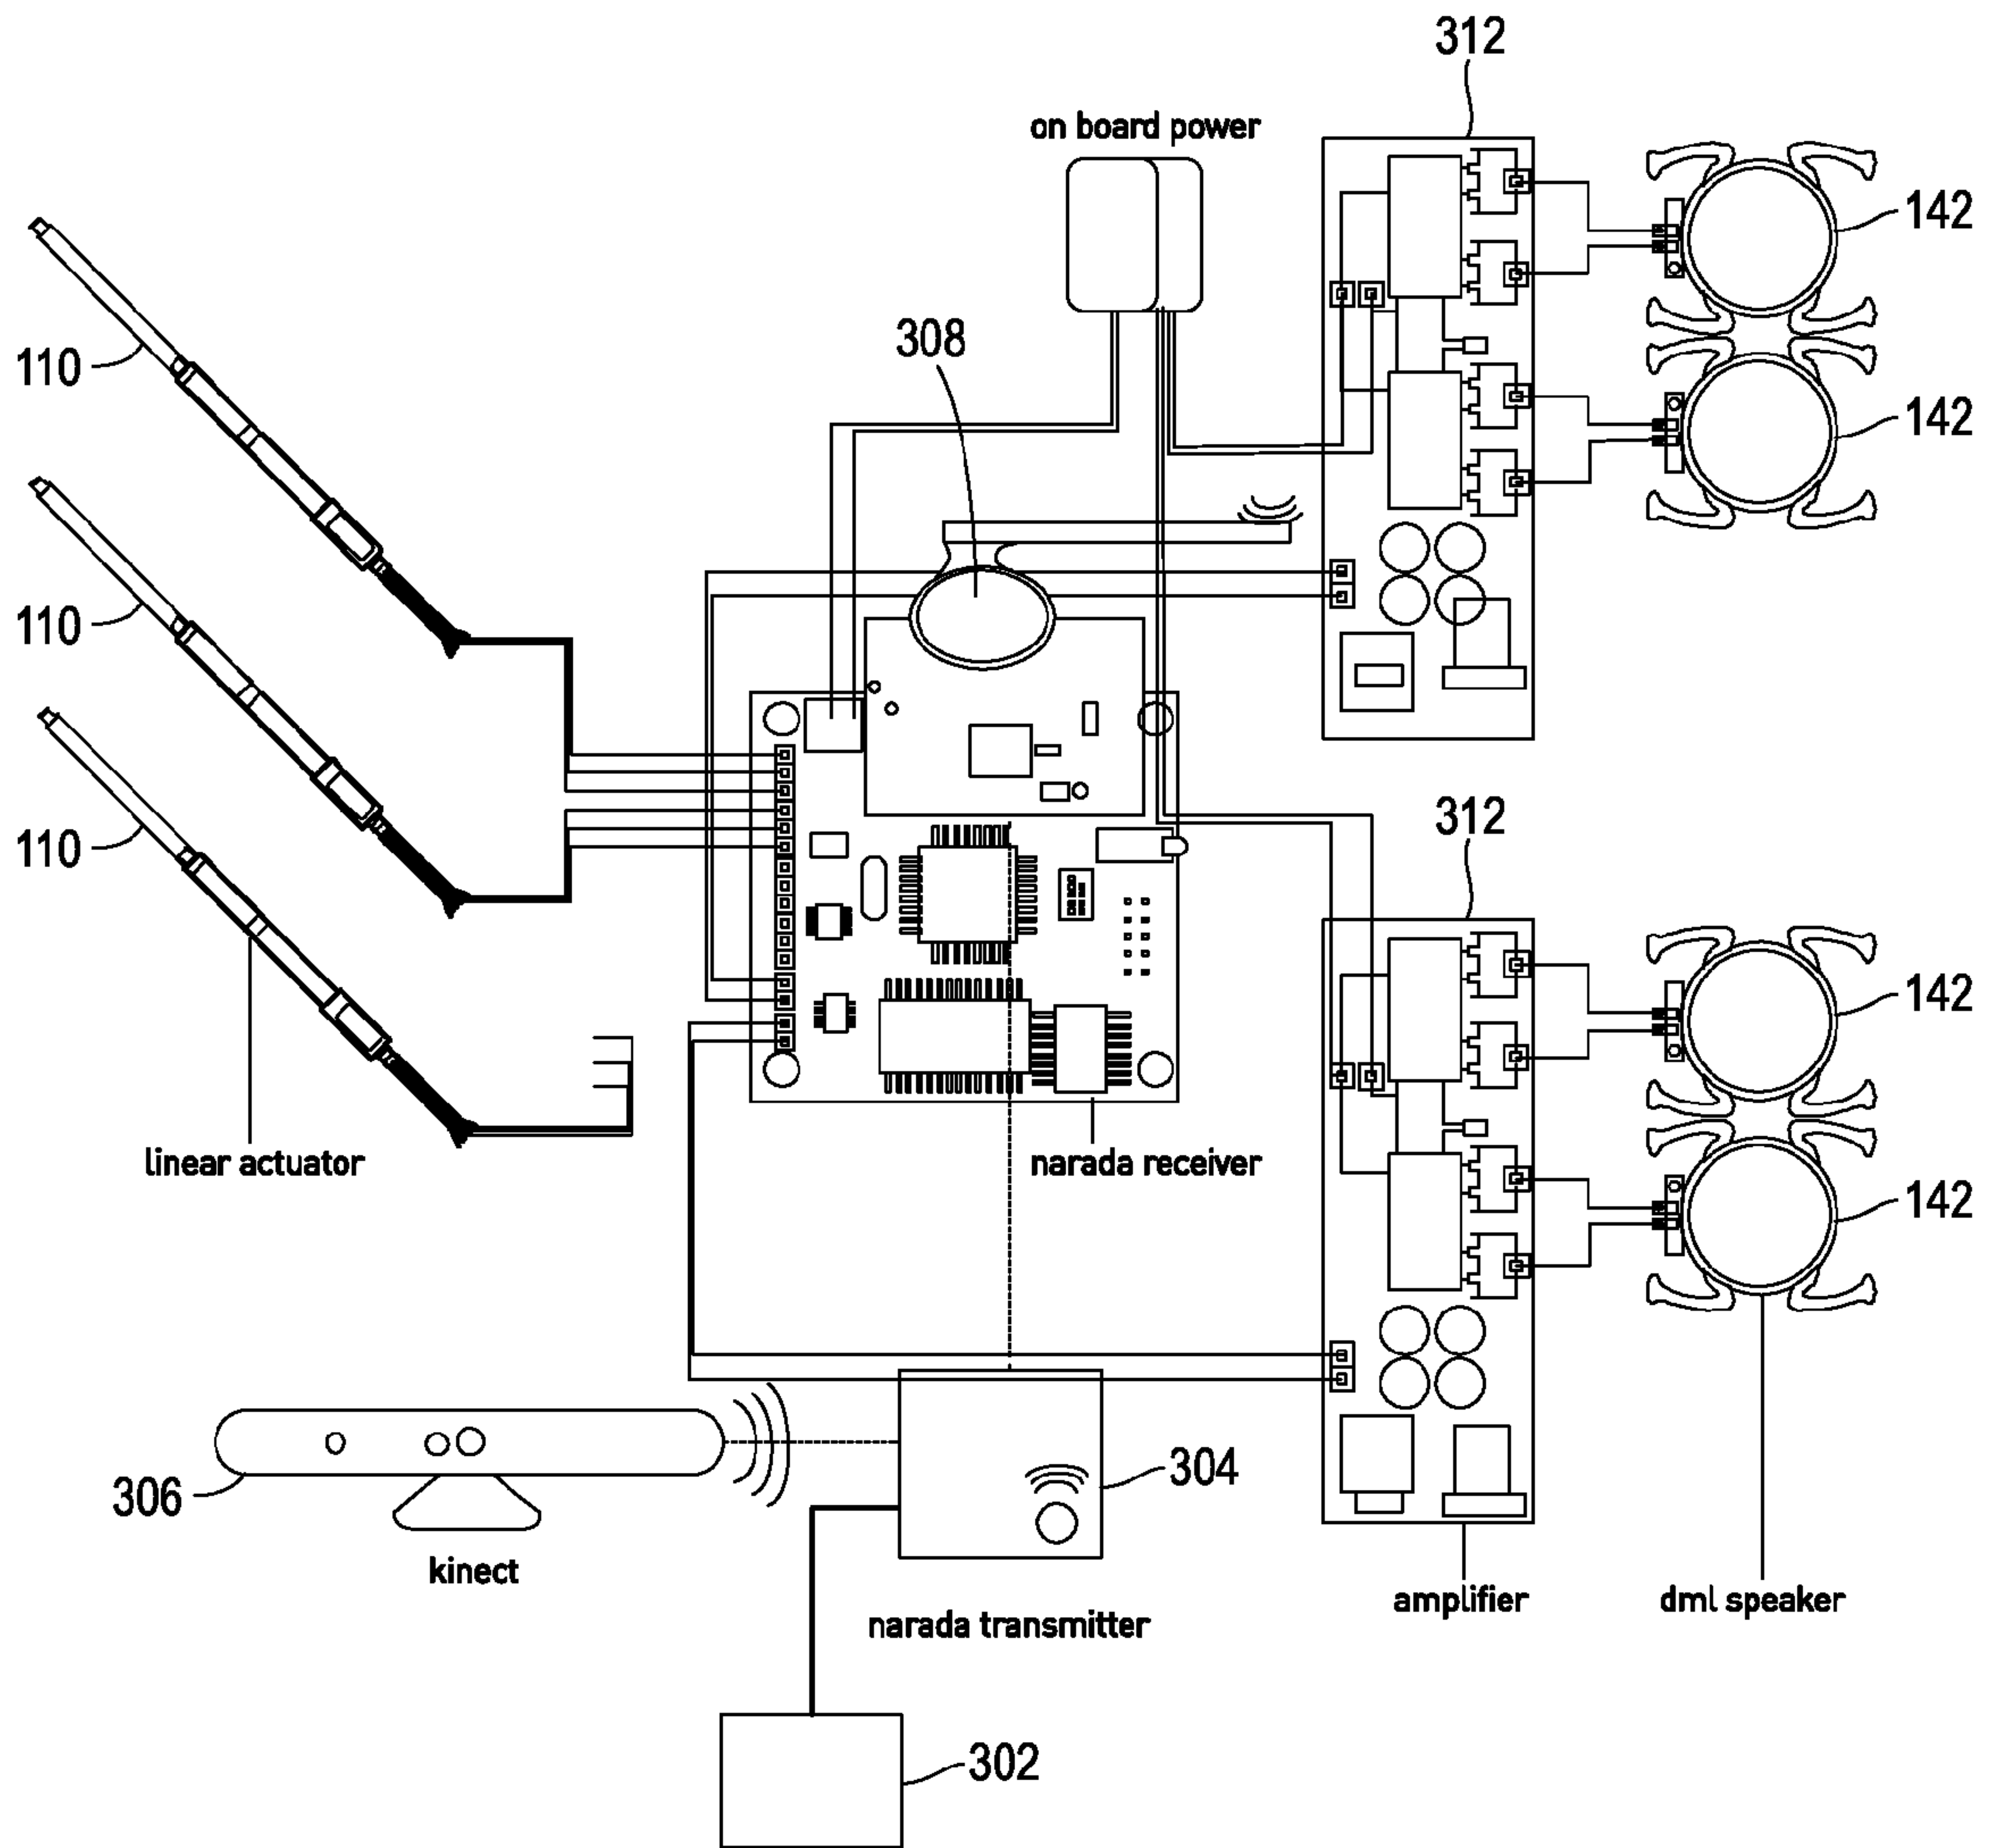 312
on board power
142
308
110
142
110
312
110
142
linear actuator
narada receiver
142
304
306
kinect
amplifier
dml speaker
narada transmitter
302